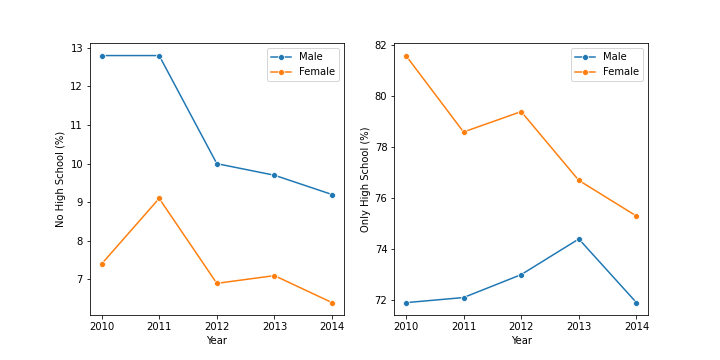 13
12
11
10
9
8
7
No High School (%)
2010 2011 2012 2013 2014
Year
Male
Female
82
80
78
76
74
72
Only High School (%)
2010 2011 2012 2013 2014
Year
Male
Female